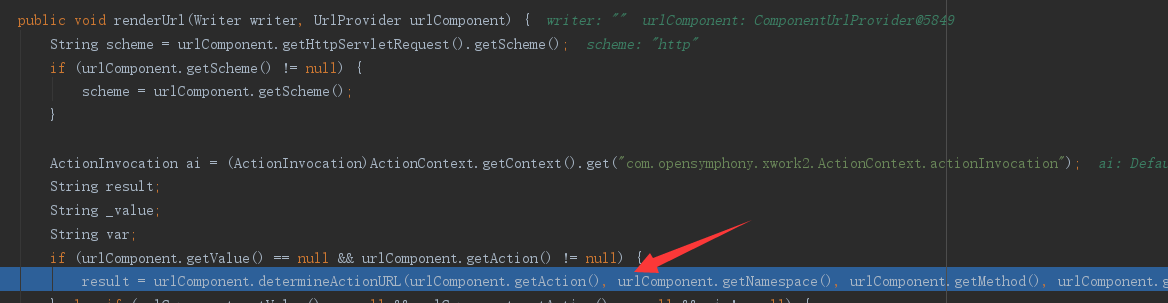 public void renderUrl(Writer writer, UrlProvider urlComponent) { writer: "" urlComponent: ComponentUrlProvider@5849
String scheme = urlComponent.getHttpServletRequest().getScheme(); scheme: "http"
if (urlComponent.getScheme() != null) {
scheme = urlComponent.getScheme();
}
ActionInvocation ai = (ActionInvocation)ActionContext.getContext().get("com.opensymphony.xwork2.ActionContext.actionInvocation"); ai: Defau
String result;
String _value;
String var;
if (urlComponent.getValue() == null && urlComponent.getAction() != null) {
result = urlComponent.determineActionURL(urlComponent.getAction(), urlComponent.getNamespace(), urlComponent.getMethod(), urlComponent.g